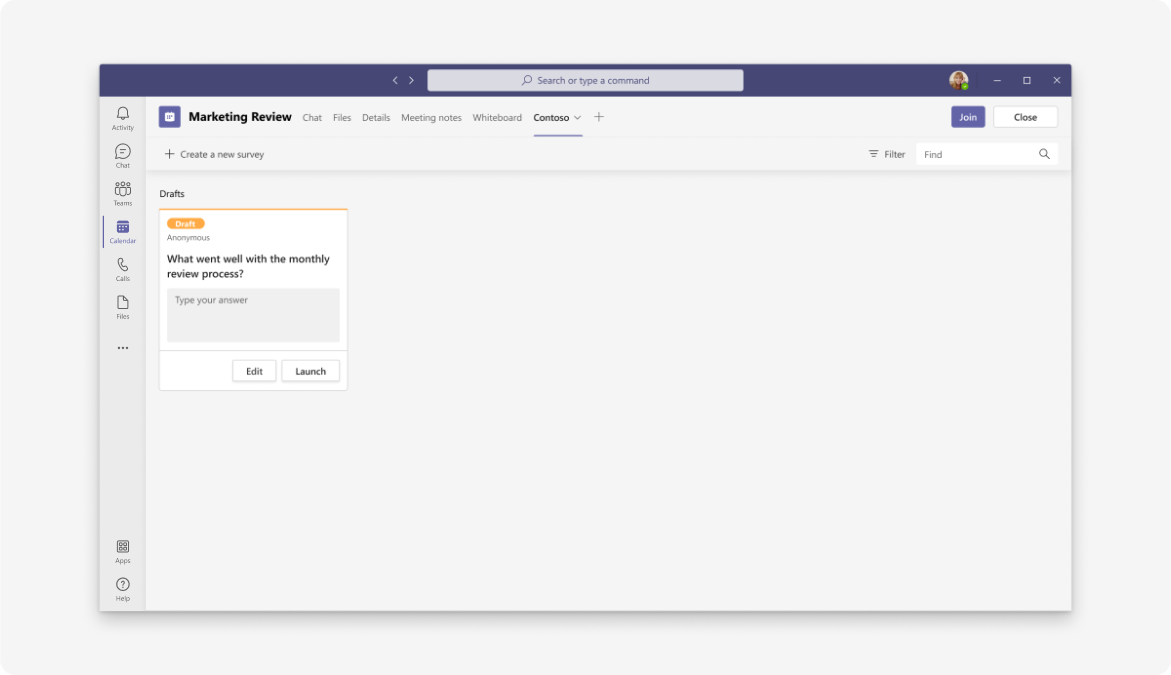 Search or type a command
Activity
Chat
Teams
Calendar
Calls
Files
Apps
Help
Marketing Review Chat Files Details Meeting notes Whiteboard Contoso Join Close
Create a new survey Filter Find
Drafts
Draft
Anonymous
What went well with the monthly
review process?
Type your answer
Edit Launch